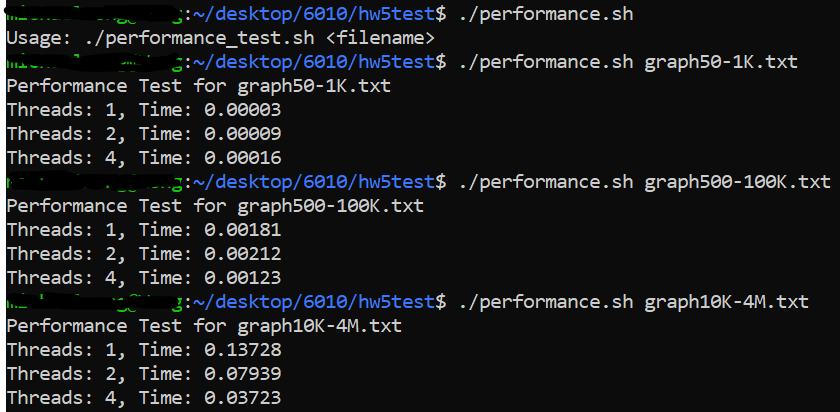 :~/desktop/6010/hw5test$ ./performance.sh
Usage: ./performance_test.sh <filename>
:~/desktop/6010/hw5test$ ./performance.sh graph50-1K.txt
Performance Test for graph50-1K.txt
Threads: 1, Time: 0.00003
Threads: 2, Time: 0.00009
Threads: 4, Time: 0.00016
:~/desktop/6010/hw5test$ ./performance.sh graph500-100K.txt
Performance Test for graph500-100K.txt
Threads: 1, Time: 0.00181
Threads: 2, Time: 0.00212
Threads: 4, Time: 0.00123
:~/desktop/6010/hw5test$ ./performance.sh graph10K-4M.txt
Performance Test for graph10K-4M.txt
Threads: 1, Time: 0.13728
Threads: 2, Time: 0.07939
Threads: 4, Time: 0.03723